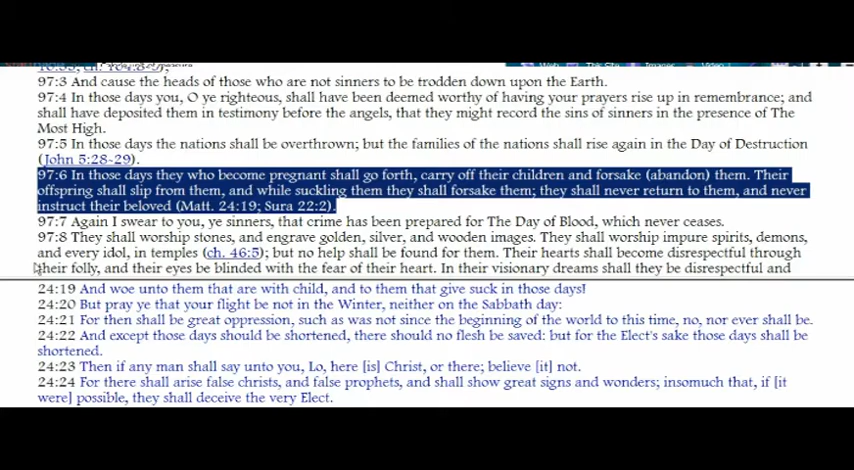 97:3 And cause the heads of those who are not sinners to be trodden down upon the Earth.
97:4 In those days you, O ye righteous, shall have been deemed worthy of having your prayers rise up in remembrance; and
shall have deposited them in testimony before the angels, that they might record the sins of sinners in the presence of The
Most High.
97:5 In those days the nations shall be overthrown; but the families of the nations shall rise again in the Day of Destruction
(John 5:28-29).
97:6 In those days they who become pregnant shall go forth, carry off their children and forsake (abandon) them. Their
offspring shall slip from them, and while suckling them they shall forsake them; they shall never return to them, and never
instruct their beloved (Matt. 24:19; Sura 22:2).
97:7 Again I swear to you, ye sinners, that crime has been prepared for The Day of Blood, which never ceases.
97:8 They shall worship stones, and engrave golden, silver, and wooden images. They shall worship impure spirits, demons,
and every idol, in temples (ch. 46:5); but no help shall be found for them. Their hearts shall become disrespectful through
their folly, and their eyes be blinded with the fear of their heart. In their visionary dreams shall they be disrespectful and
24:19 And woe unto them that are with child, and to them that give suck in those days!
24:20 But pray ye that your flight be not in the Winter, neither on the Sabbath day:
24:21 For then shall be great oppression, such as was not since the beginning of the world to this time, no, nor ever shall be.
24:22 And except those days should be shortened, there should no flesh be saved: but for the Elect's sake those days shall be
shortened.
24:23 Then if any man shall say unto you, Lo, here [is] Christ, or there; believe [it] not.
24:24 For there shall arise false christs, and false prophets, and shall show great signs and wonders; insomuch that, if [it
were] possible, they shall deceive the very Elect.